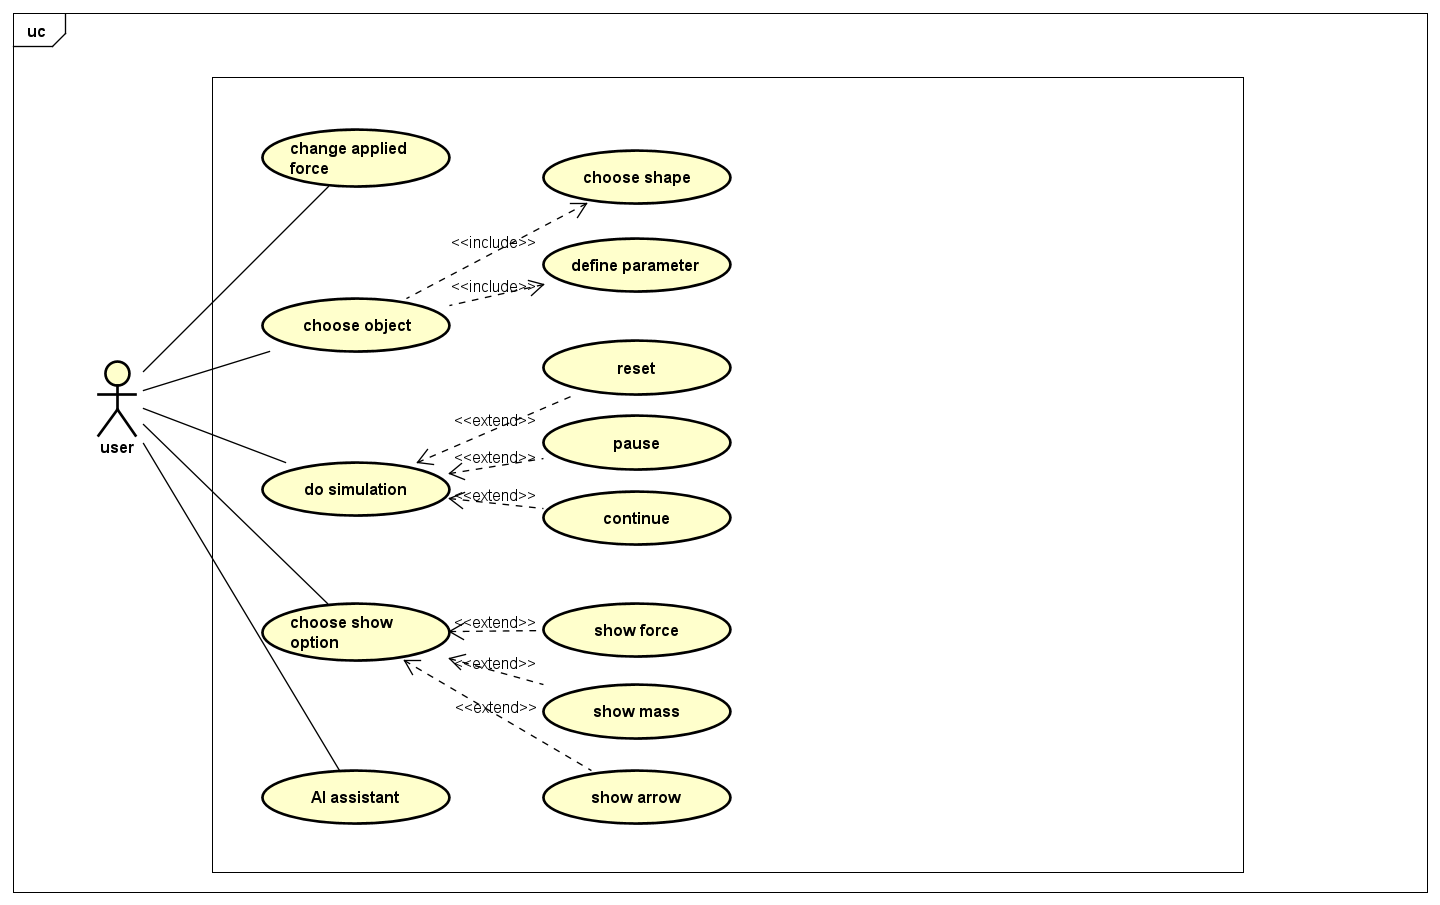 uc
change applied
force
choose shape
<<include>>
define parameter
<<include>>
choose object
reset
<<extend>>
pause
user
<<extend>>
do simulation
<<extend>>
continue
choose show
option
<<extend>>
show force
<<extend>>
show mass
<<extend>>
AI assistant
show arrow